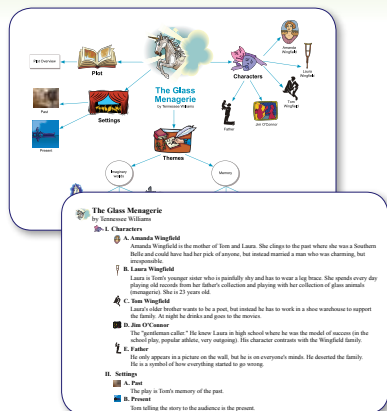 Plot Overview
Plot
Past
Settings
Present
The Glass
Menagerie
by Tennessee Williams
Themes
Imaginary
worlds
Memory
Characters
Amanda
Wingfield
Laura
Wingfield
Tom
Wingfield
Jim O'Connor
Father
The Glass Menagerie
by Tennessee Williams
I. Characters
A. Amanda Wingfield
Amanda Wingfield is the mother of Tom and Laura. She clings to the past where she was a Southern
Belle and could have had her pick of anyone, but instead married a man who was charming, but
irresponsible.
B. Laura Wingfield
Laura is Tom's younger sister who is painfully shy and has to wear a leg brace. She spends every day
playing old records from her father's collection and playing with her collection of glass animals
(menagerie). She is 23 years old.
C. Tom Wingfield
Laura's older brother wants to be a poet, but instead he has to work in a shoe warehouse to support
the family. At night he drinks and goes to the movies.
D. Jim O'Connor
The "gentleman caller." He knew Laura in high school where he was the model of success (in the
school play, popular athlete, very outgoing). His character contrasts with the Wingfield family.
E. Father
He only appears in a picture on the wall, but he is on everyone's minds. He deserted the family.
He is a symbol of how everything started to go wrong.
II. Settings
A. Past
The play is Tom's memory of the past.
B. Present
Tom telling the story to the audience is the present.